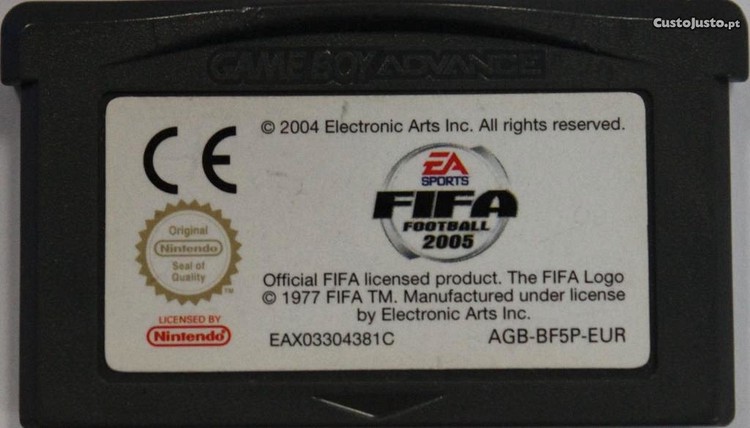 CustoJusto.pt
GAME BOY ADVANCE
© 2004 Electronic Arts Inc. All rights reserved.
CE
EA
SPORTS
FIFA
FOOTBALL
2005
Original
Nintendo
Seal of
Quality
TM
LICENSED BY
Nintendo
Official FIFA licensed product. The FIFA Logo
© 1977 FIFA TM. Manufactured under license
by Electronic Arts Inc.
EAX03304381C
AGB-BF5P-EUR